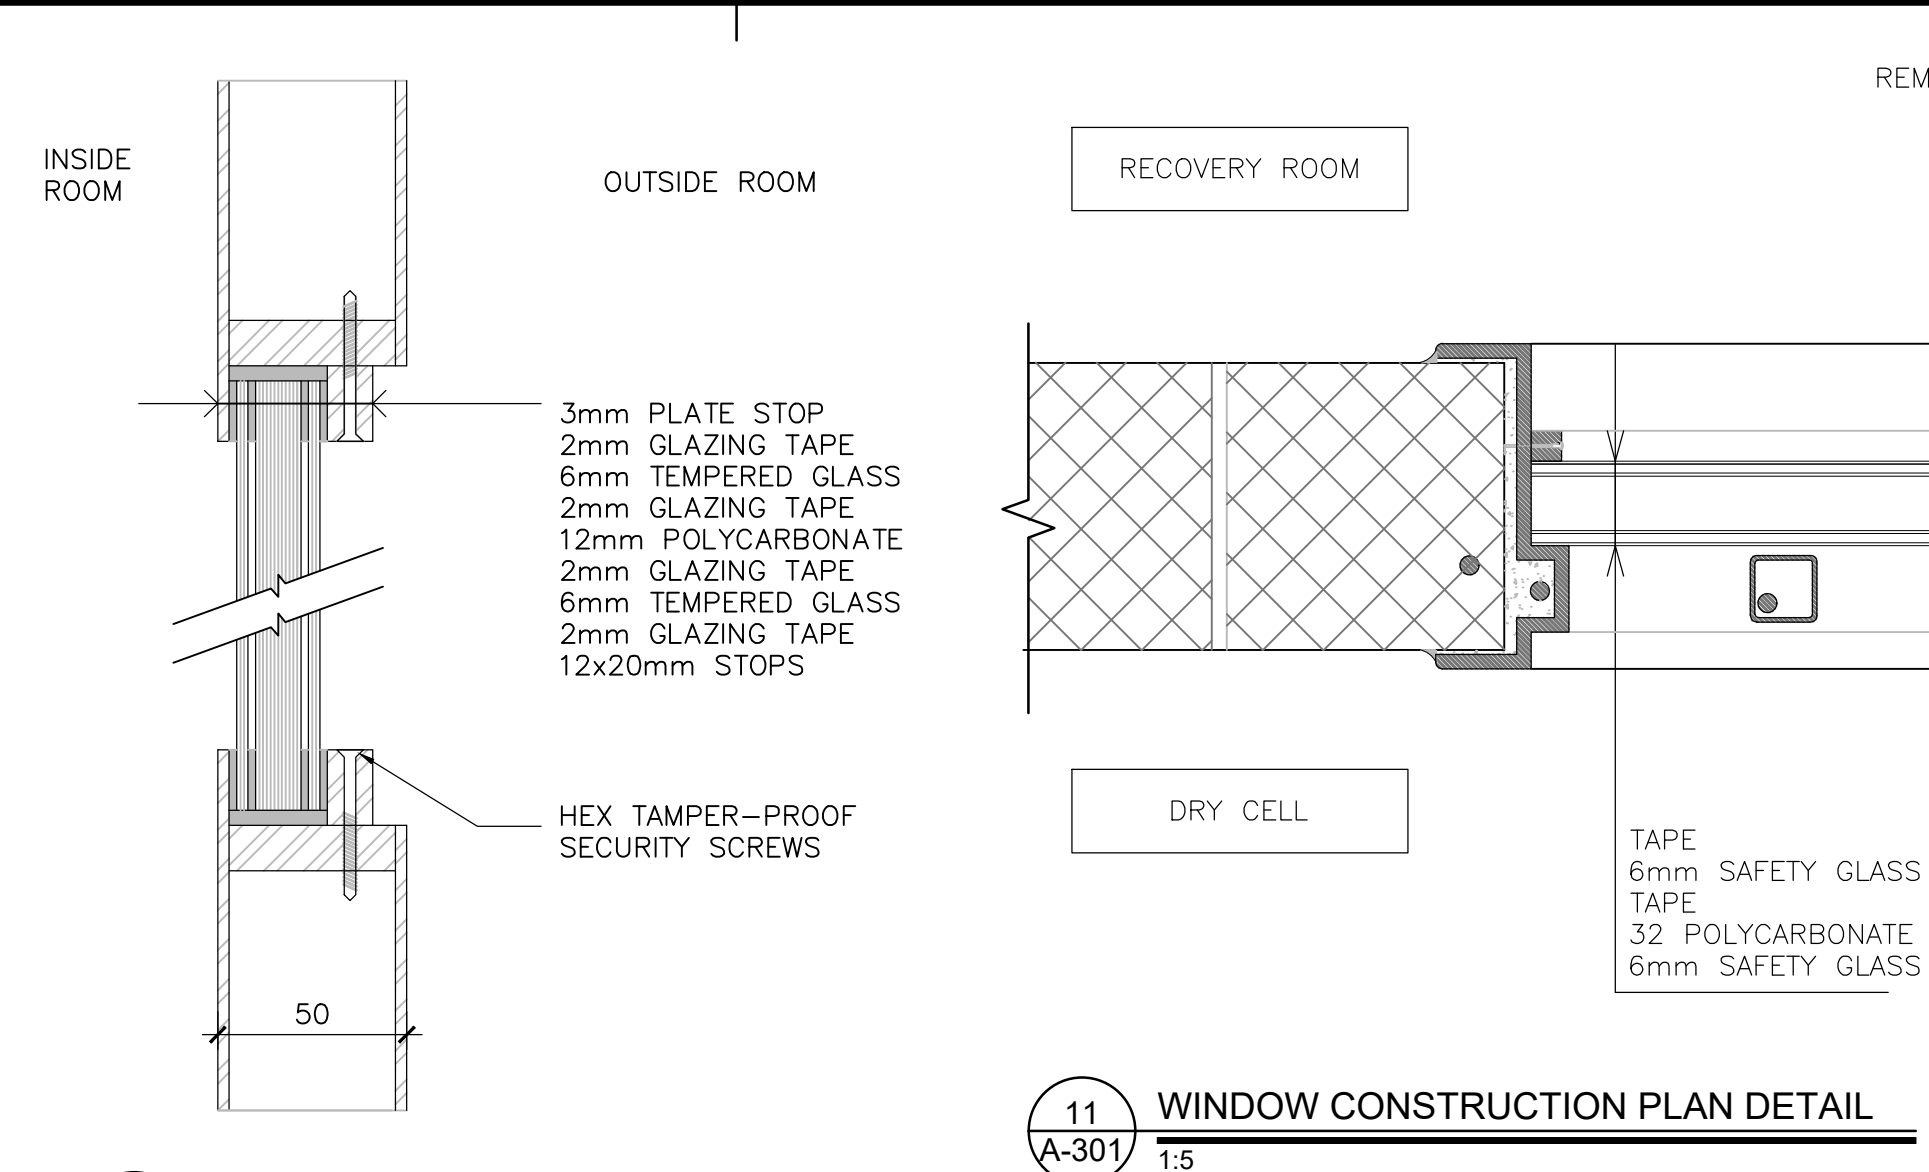 INSIDE
ROOM
OUTSIDE ROOM
3mm PLATE STOP
2mm GLAZING TAPE
6mm TEMPERED GLASS
2mm GLAZING TAPE
12mm POLYCARBONATE
2mm GLAZING TAPE
6mm TEMPERED GLASS
2mm GLAZING TAPE
12x20mm STOPS
HEX TAMPER–PROOF
SECURITY SCREWS
50
REM
RECOVERY ROOM
DRY CELL
TAPE
6mm SAFETY GLASS
TAPE
32 POLYCARBONATE
6mm SAFETY GLASS
11
A-301
WINDOW CONSTRUCTION PLAN DETAIL
1:5